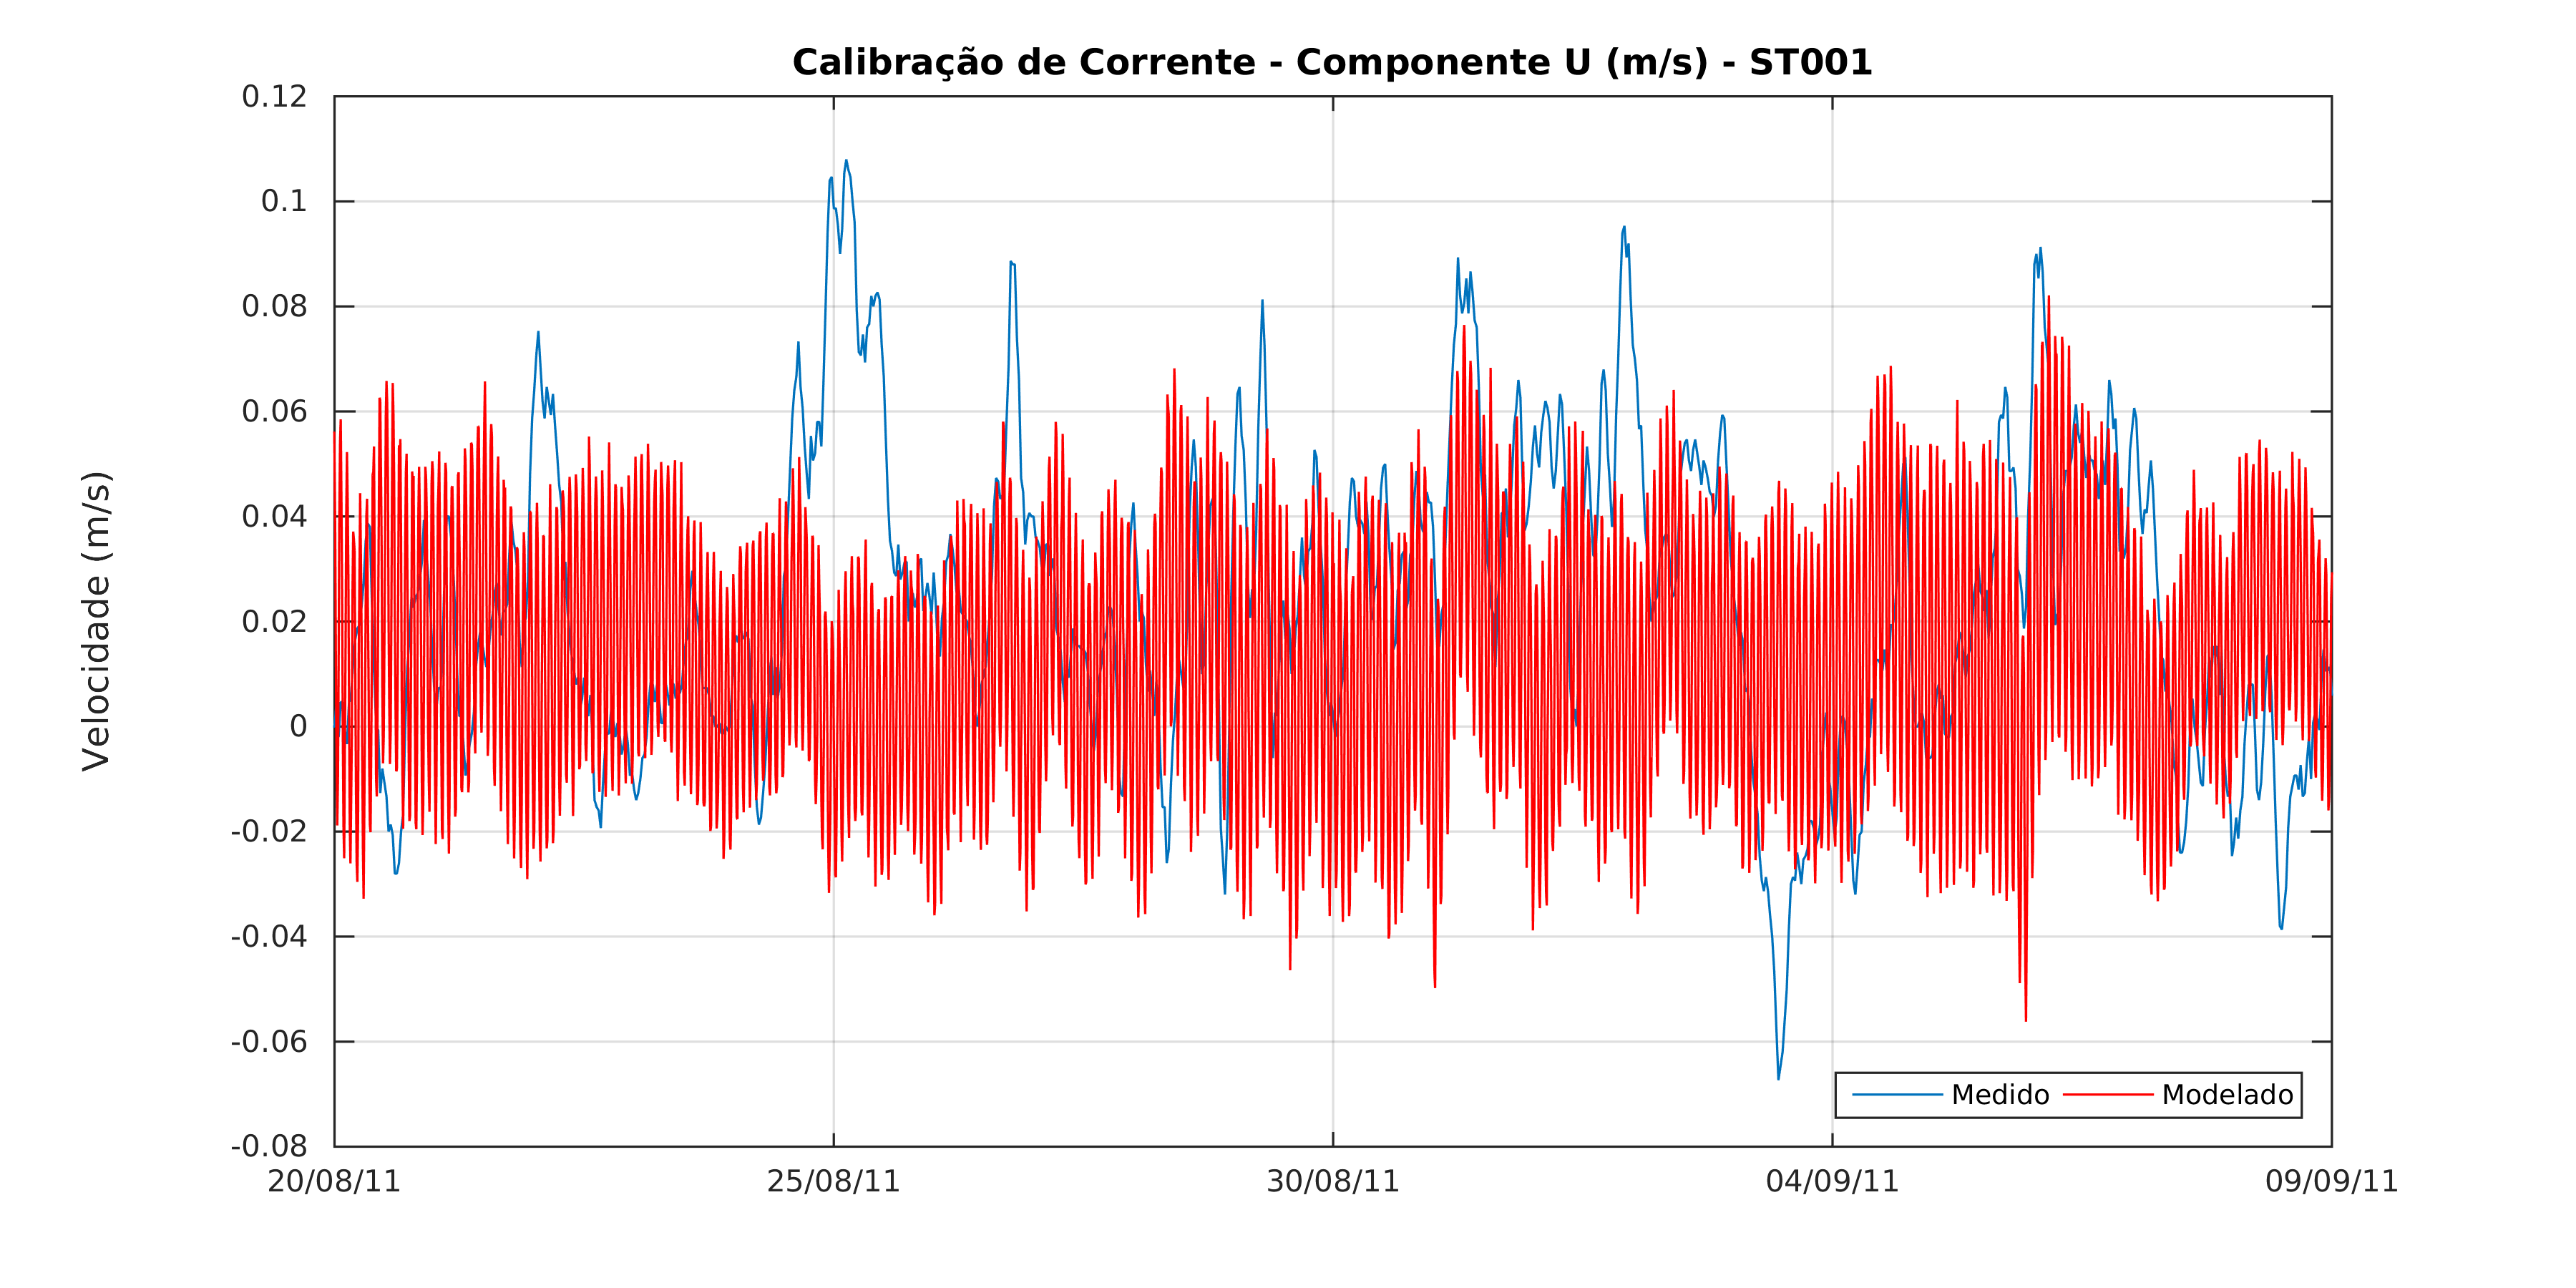 Calibração de Corrente - Componente U (m/s) - ST001
0.12
0.1
0.08
0.06
0.04
0.02
0
-0.02
-0.04
-0.06
-0.08
Velocidade (m/s)
20/08/11 25/08/11 30/08/11 04/09/11 09/09/11
Medido Modelado